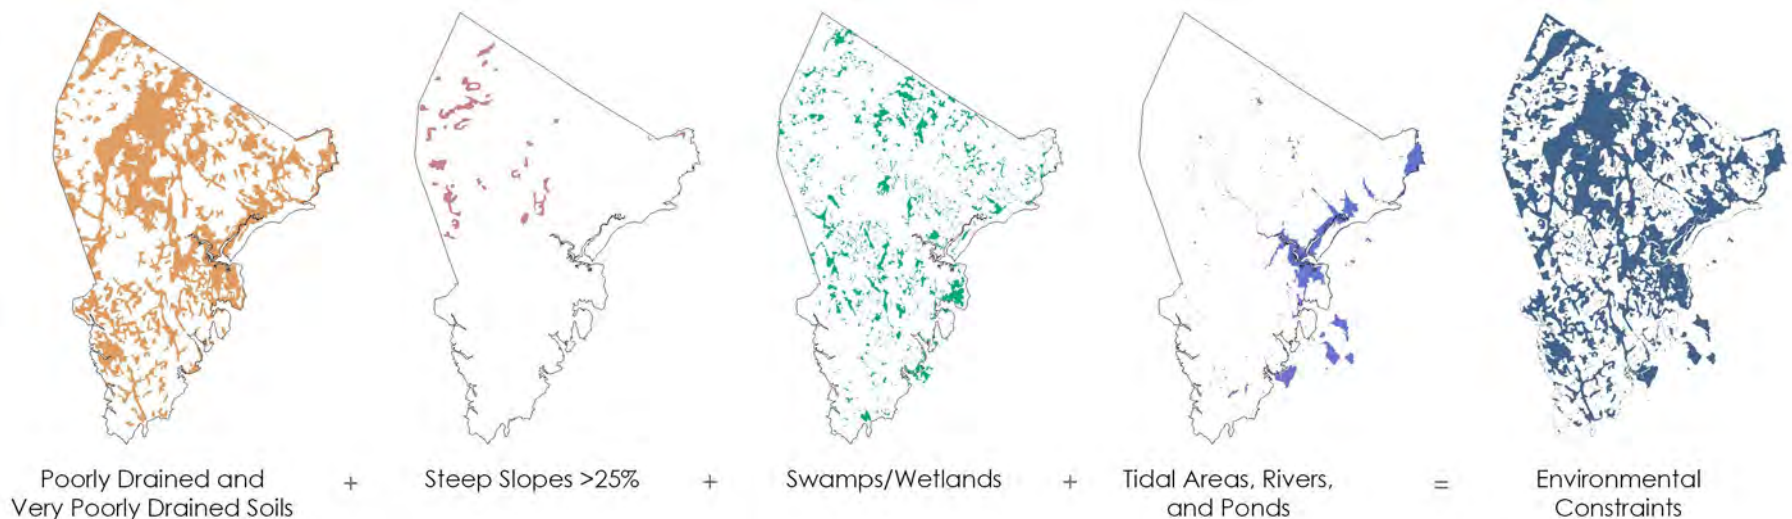 Poorly Drained and
Very Poorly Drained Soils
+
Steep Slopes >25%
+
Swamps/Wetlands
+
Tidal Areas, Rivers,
and Ponds
=
Environmental
Constraints